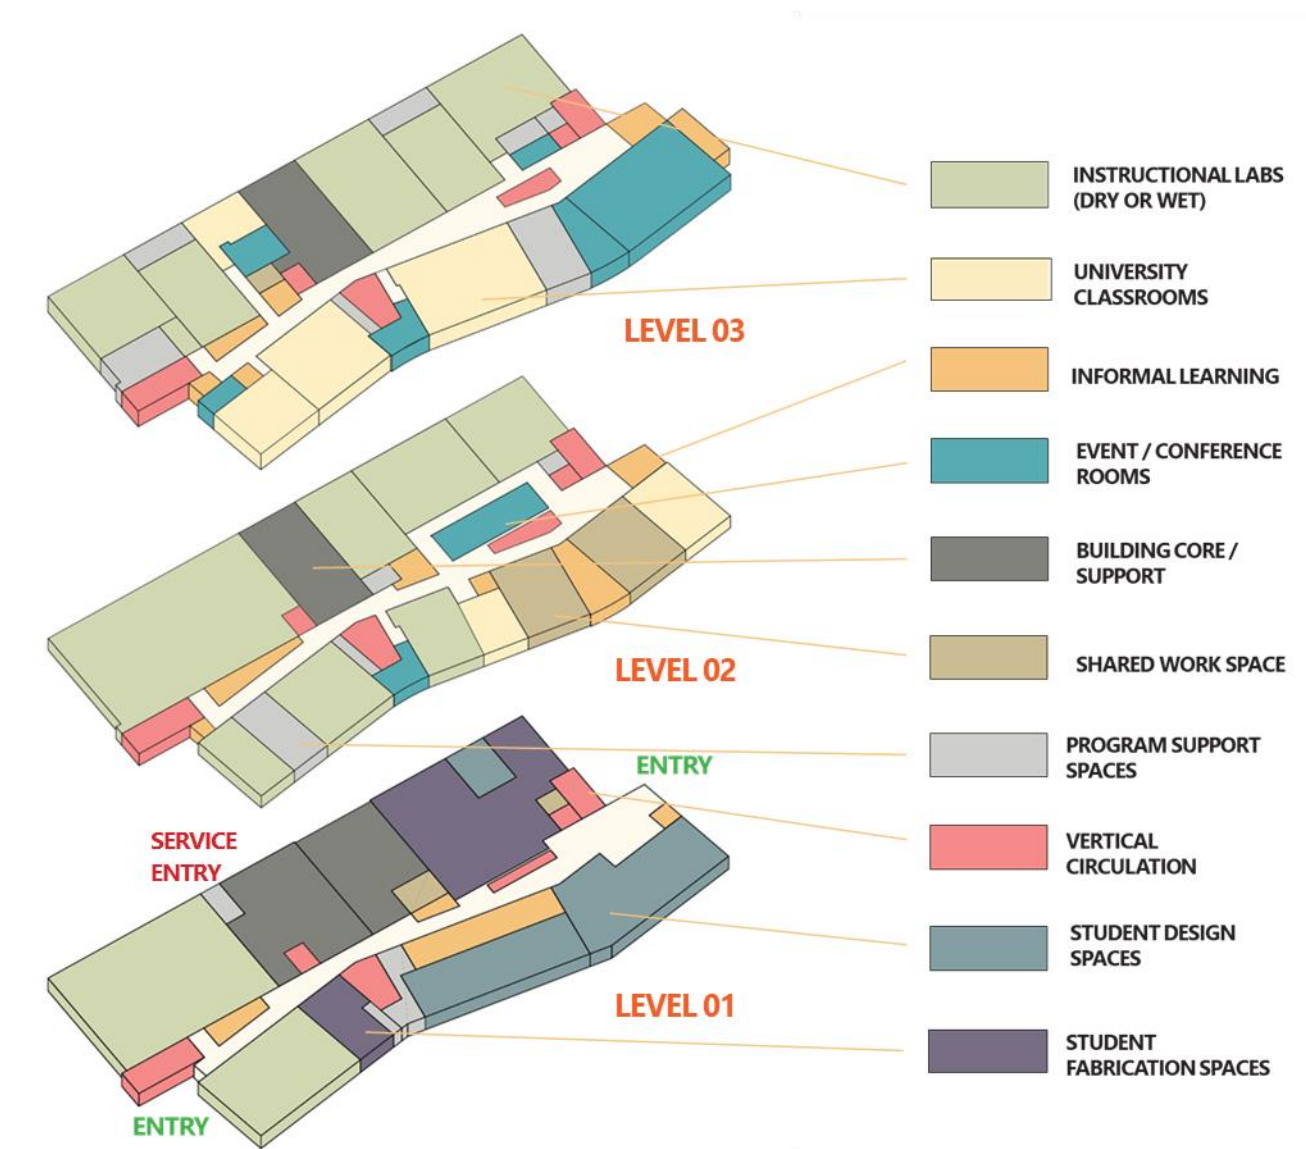 INSTRUCTIONAL LABS
(DRY OR WET)
UNIVERSITY
CLASSROOMS
LEVEL 03
INFORMAL LEARNING
EVENT / CONFERENCE
ROOMS
BUILDING CORE /
SUPPORT
LEVEL 02
SHARED WORK SPACE
PROGRAM SUPPORT
SPACES
ENTRY
SERVICE
ENTRY
VERTICAL
CIRCULATION
STUDENT DESIGN
SPACES
LEVEL 01
STUDENT
FABRICATION SPACES
ENTRY